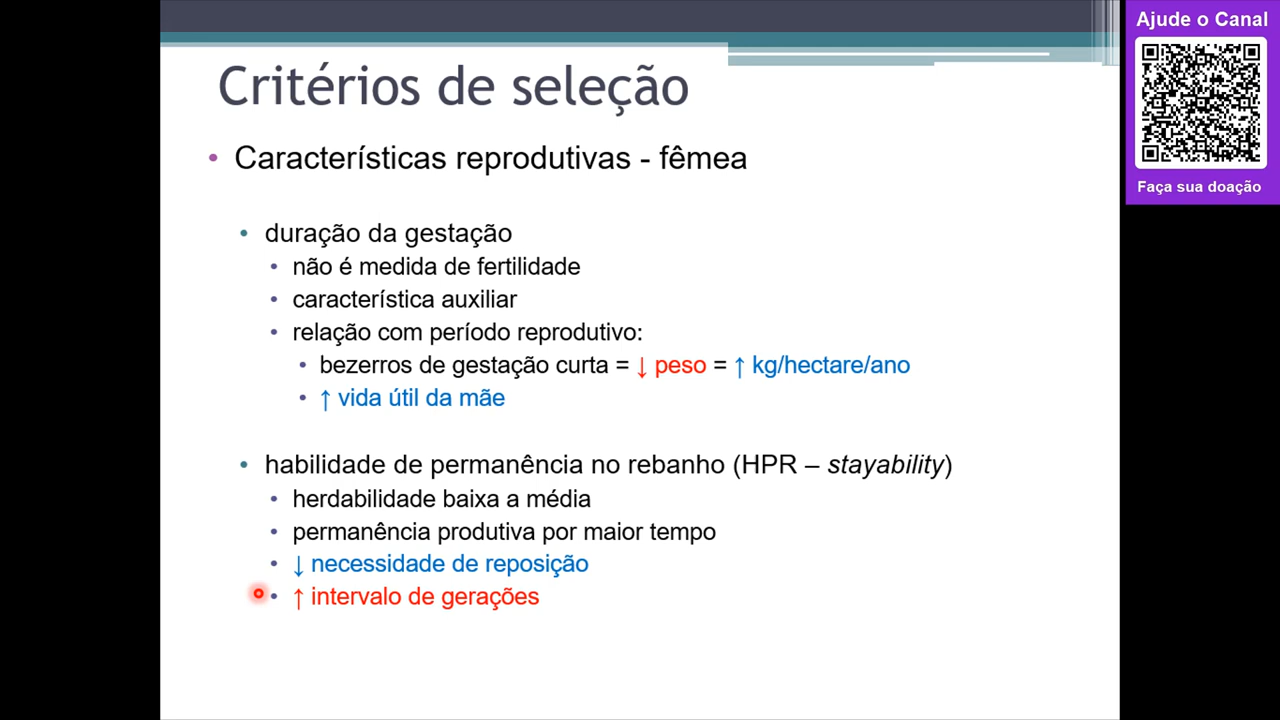 Critérios de seleção
• Características reprodutivas - fêmea
• duração da gestação
• não é medida de fertilidade
• característica auxiliar
• relação com período reprodutivo:
• bezerros de gestação curta = ↓ peso = ↑ kg/hectare/ano
• ↑ vida útil da mãe
• habilidade de permanência no rebanho (HPR – stayability)
• herdabilidade baixa a média
• permanência produtiva por maior tempo
• ↓ necessidade de reposição
• ↑ intervalo de gerações
Ajude o Canal
Faça sua doação